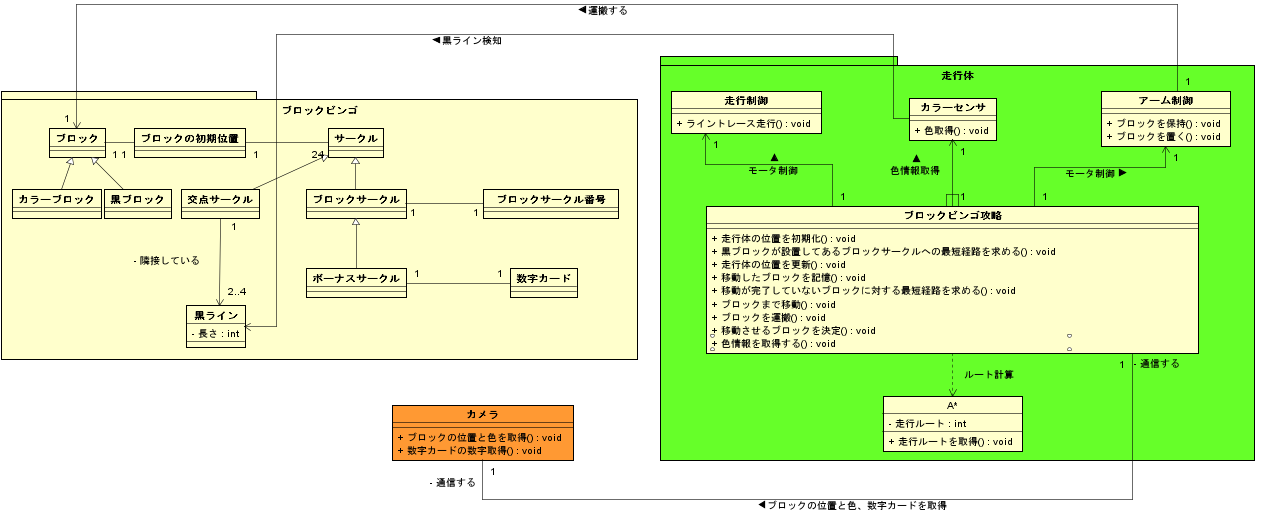 ◀運搬する
◀黒ライン検知
ブロックビンゴ
1
ブロック
1
1
ブロックの初期位置
1
24
サークル
カラーブロック
黒ブロック
交点サークル
1
ブロックサークル
1
1
ブロックサークル番号
- 隣接している
2..4
ボーナスサークル
1
1
数字カード
黒ライン
- 長さ : int
走行体
走行制御
+ ライントレース走行() : void
1
カラーセンサ
+ 色取得() : void
1
1
アーム制御
+ ブロックを保持() : void
+ ブロックを置く() : void
1
▲
モータ制御
1
▲
色情報取得
1
モータ制御 ▶
1
ブロックビンゴ攻略
+ 走行体の位置を初期化() : void
+ 黒ブロックが設置してあるブロックサークルへの最短経路を求める() : void
+ 走行体の位置を更新() : void
+ 移動したブロックを記憶() : void
+ 移動が完了していないブロックに対する最短経路を求める() : void
+ ブロックまで移動() : void
+ ブロックを運搬() : void
+ 移動させるブロックを決定() : void
+ 色情報を取得する() : void
ルート計算
1
- 通信する
A*
- 走行ルート : int
+ 走行ルートを取得() : void
カメラ
+ ブロックの位置と色を取得() : void
+ 数字カードの数字取得() : void
1
- 通信する
◀ブロックの位置と色、数字カードを取得